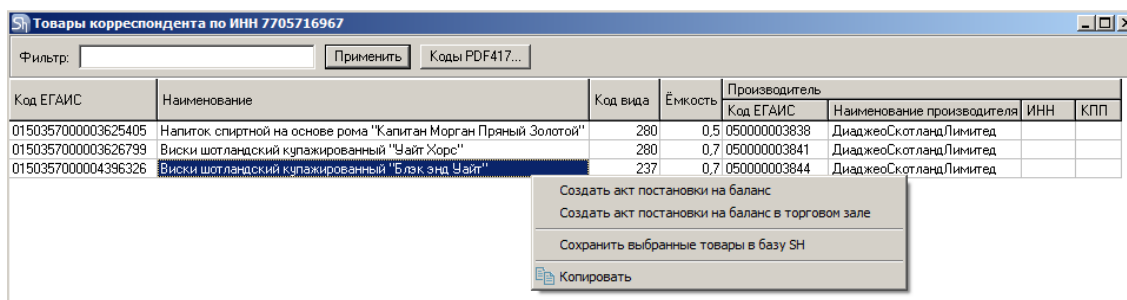 Sh Товары корреспондента по ИНН 7705716967
Фильтр: Применить Коды PDF417...
Код ЕГАИС Наименование Код вида Ёмкость Производитель
Код ЕГАИС Наименование производителя ИНН КПП
0150357000003625405 Напиток спиртной на основе рома "Капитан Морган Пряный Золотой" 280 0,5 050000003838 ДиаджеоСкотландЛимитед
0150357000003626799 Виски шотландский купажированный "Уайт Хорс" 280 0,7 050000003841 ДиаджеоСкотландЛимитед
0150357000004396326 Виски шотландский купажированный "Блэк энд Уайт" 237 0,7 050000003844 ДиаджеоСкотландЛимитед
Создать акт постановки на баланс
Создать акт постановки на баланс в торговом зале
Сохранить выбранные товары в базу SH
Копировать